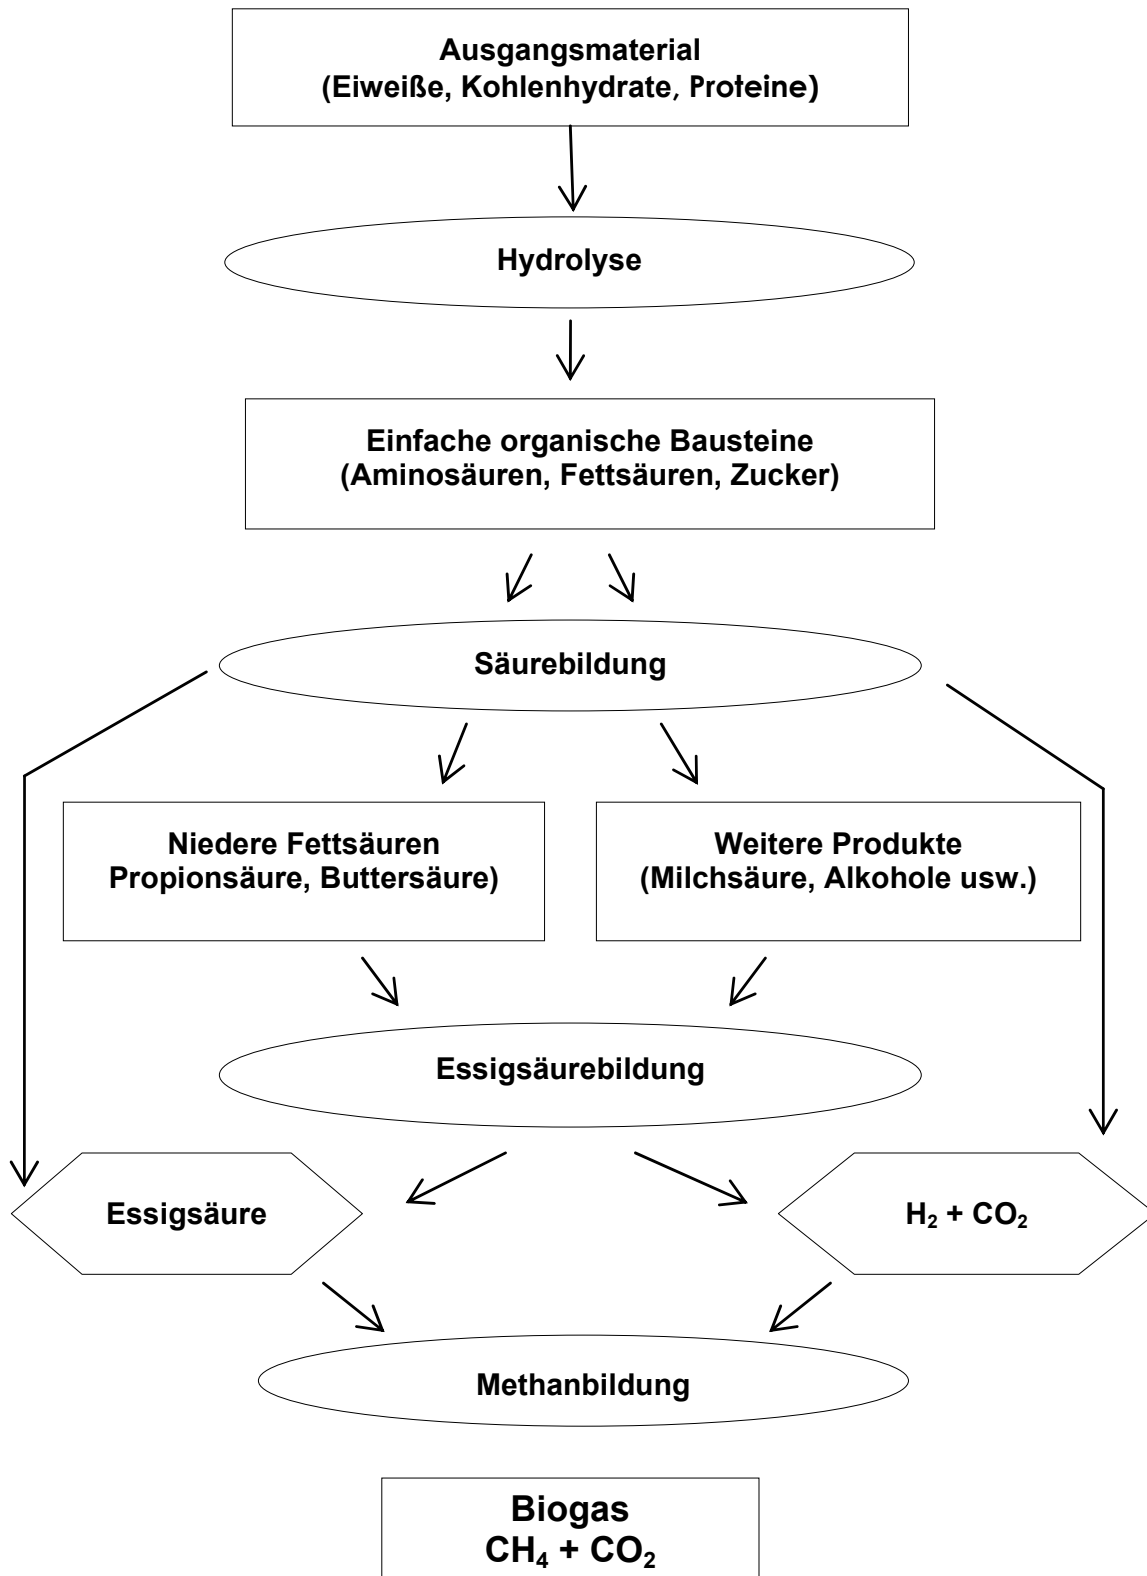 Ausgangsmaterial
(Eiweiße, Kohlenhydrate, Proteine)
Hydrolyse
Einfache organische Bausteine
(Aminosäuren, Fettsäuren, Zucker)
Säurebildung
Niedere Fettsäuren
Propionsäure, Buttersäure)
Weitere Produkte
(Milchsäure, Alkohole usw.)
Essigsäurebildung
Essigsäure
H₂ + CO₂
Methanbildung
Biogas
CH₄ + CO₂